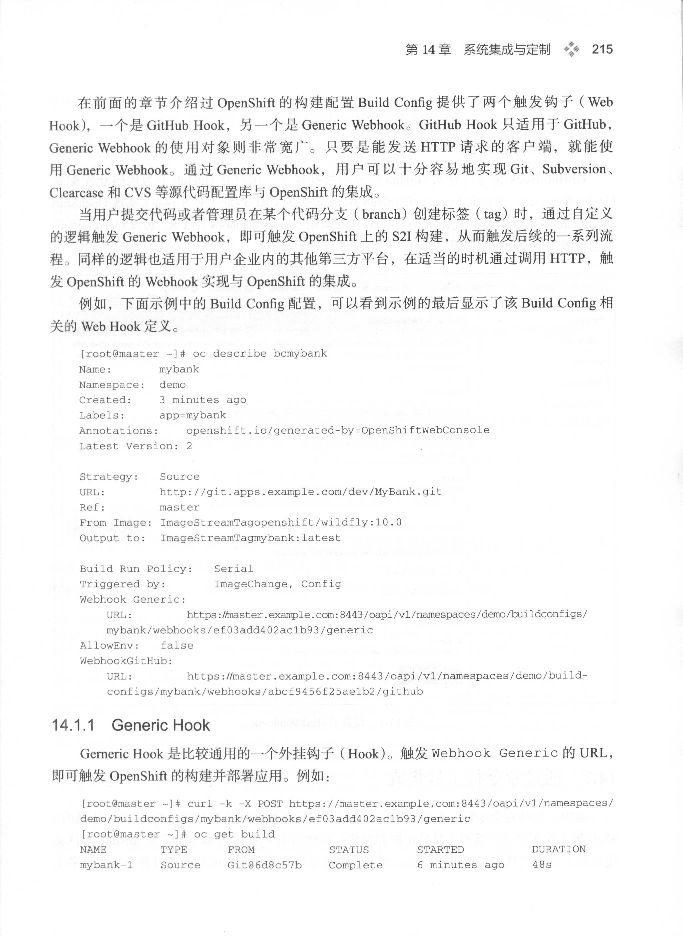 第 14 章 系统集成与定制 215
在前面的章节介绍过 OpenShift 的构建配置 Build Config 提供了两个触发钩子（Web
Hook），一个是 GitHub Hook，另一个是 Generic Webhook。GitHub Hook 只适用于 GitHub，
Generic Webhook 的使用对象则非常宽广。只要是能发送 HTTP 请求的客户端，就能使
用 Generic Webhook。通过 Generic Webhook，用户可以十分容易地实现 Git、Subversion、
Clearcase 和 CVS 等源代码配置库与 OpenShift 的集成。
当用户提交代码或者管理员在某个代码分支（branch）创建标签（tag）时，通过自定义
的逻辑触发 Generic Webhook，即可触发 OpenShift 上的 S2I 构建，从而触发后续的一系列流
程。同样的逻辑也适用于用户企业内的其他第三方平台，在适当的时机通过调用 HTTP，触
发 OpenShift 的 Webhook 实现与 OpenShift 的集成。
例如，下面示例中的 Build Config 配置，可以看到示例的最后显示了该 Build Config 相
关的 Web Hook 定义。
[root@master ~]# oc describe bcmybank
Name: mybank
Namespace: demo
Created: 3 minutes ago
Labels: app=mybank
Annotations: openshift.io/generated-by=OpenShiftWebConsole
Latest Version: 2
Strategy: Source
URL: http://git.apps.example.com/dev/MyBank.git
Ref: master
From Image: ImageStreamTagopenshift/wildfly:10.0
Output to: ImageStreamTagmybank:latest
Build Run Policy: Serial
Triggered by: ImageChange, Config
Webhook Generic:
URL: https://master.example.com:8443/oapi/v1/namespaces/demo/buildconfigs/
mybank/webhooks/ef03add402ac1b93/generic
AllowEnv: false
WebhookGitHub:
URL: https://master.example.com:8443/oapi/v1/namespaces/demo/build-
configs/mybank/webhooks/abcf9456f25ae1b2/github
14.1.1 Generic Hook
Gerneric Hook 是比较通用的一个外挂钩子（Hook）。触发 Webhook Generic 的 URL，
即可触发 OpenShift 的构建并部署应用。例如：
[root@master ~]# curl -k -X POST https://master.example.com:8443/oapi/v1/namespaces/
demo/buildconfigs/mybank/webhooks/ef03add402ac1b93/generic
[root@master ~]# oc get build
NAME TYPE FROM STATUS STARTED DURATION
mybank-1 Source Git@6d8c57b Complete 6 minutes ago 48s